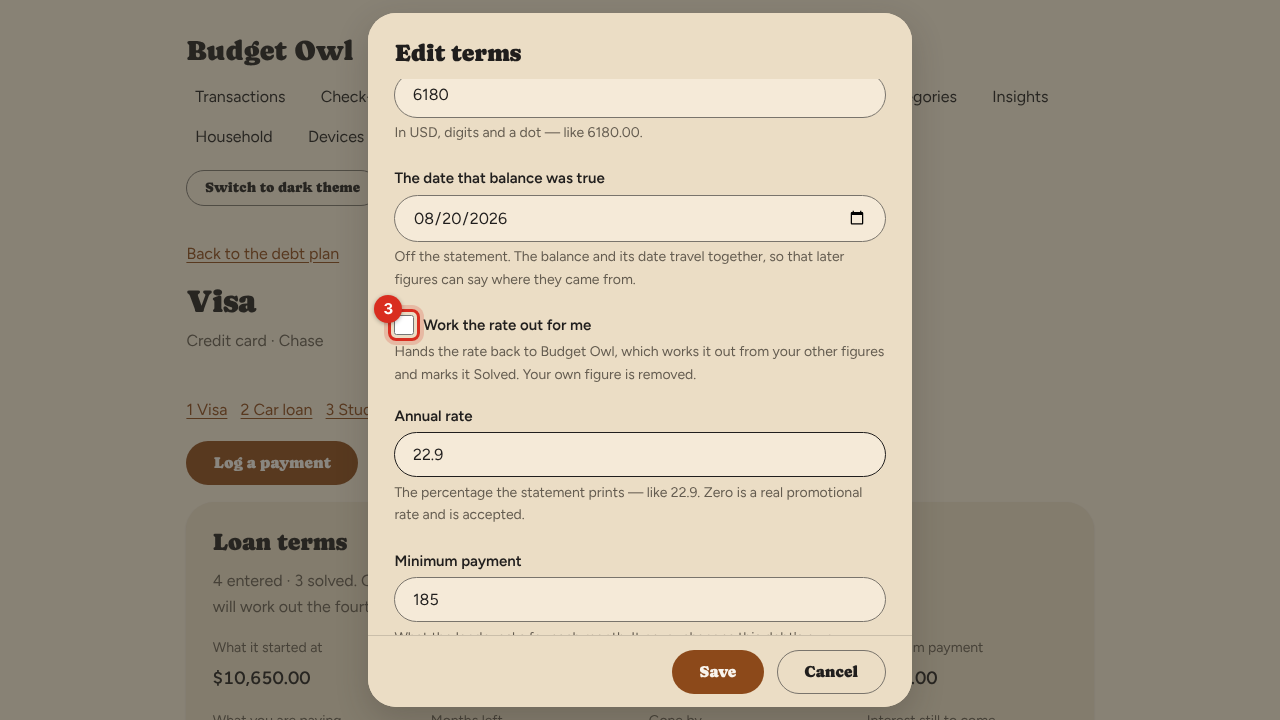 Budget Owl
Transactions
Insights
Household
Devices
Switch to dark theme
Back to the debt plan
Visa
Credit card · Chase
1 Visa
2 Car loan
Log a payment
Loan terms
4 entered · 3 solved.
What it started at
$10,650.00
Edit terms
6180
In USD, digits and a dot — like 6180.00.
The date that balance was true
08/20/2026
Off the statement. The balance and its date travel together, so that later
figures can say where they came from.
3
Work the rate out for me
Hands the rate back to Budget Owl, which works it out from your other figures
and marks it Solved. Your own figure is removed.
Annual rate
22.9
The percentage the statement prints — like 22.9. Zero is a real promotional
rate and is accepted.
Minimum payment
185
Save
Cancel